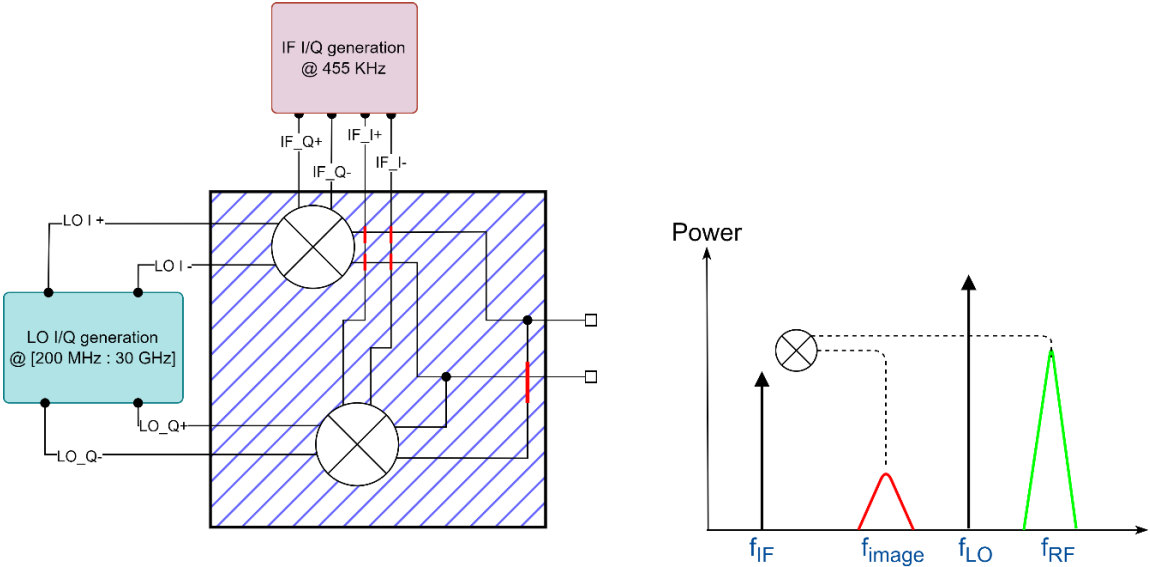 IF I/Q generation
@ 455 KHz
IF_Q+
IF_Q-
IF_I+
IF_I-
LO I +
LO I -
LO I/Q generation
@ [200 MHz : 30 GHz]
LO_Q+
LO_Q-
Power
fIF
fimage
fLO
fRF